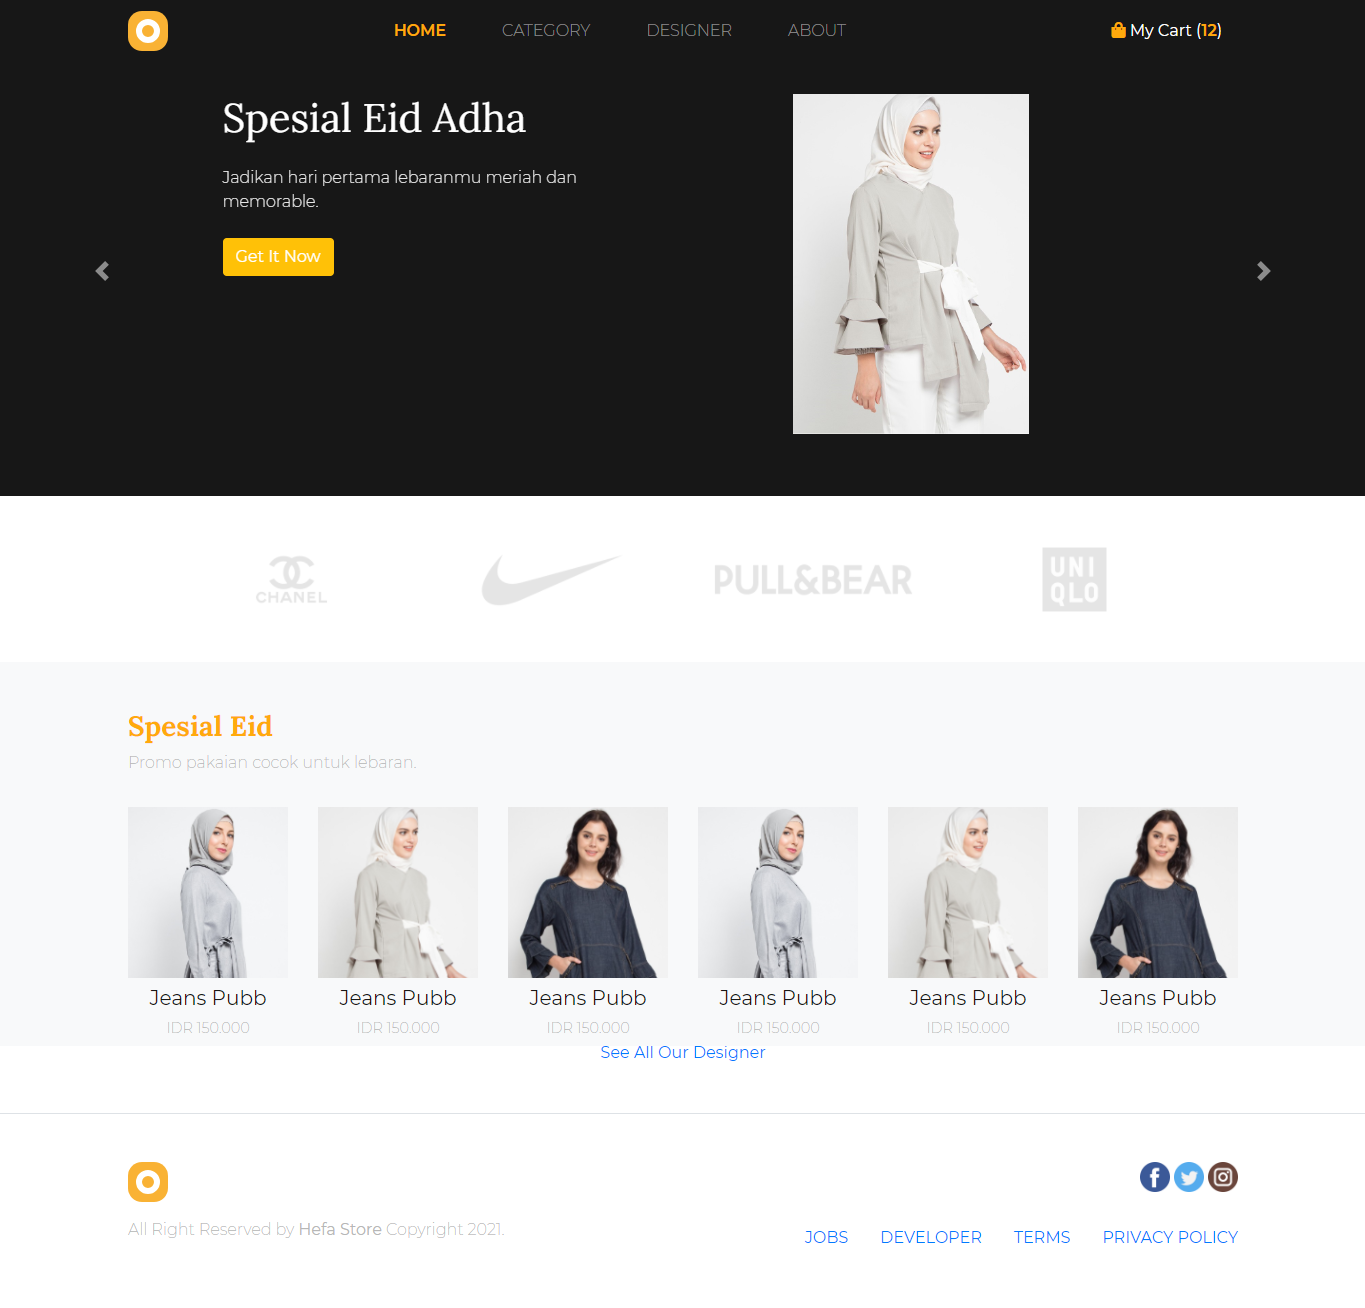 HOME CATEGORY DESIGNER ABOUT My Cart (12)
Spesial Eid Adha
Jadikan hari pertama lebaranmu meriah dan
memorable.
Get It Now
CHANEL
PULL&BEAR
UNI
QLO
Spesial Eid
Promo pakaian cocok untuk lebaran.
Jeans Pubb Jeans Pubb Jeans Pubb Jeans Pubb Jeans Pubb Jeans Pubb
IDR 150.000 IDR 150.000 IDR 150.000 IDR 150.000 IDR 150.000 IDR 150.000
See All Our Designer
All Right Reserved by Hefa Store Copyright 2021.
JOBS DEVELOPER TERMS PRIVACY POLICY